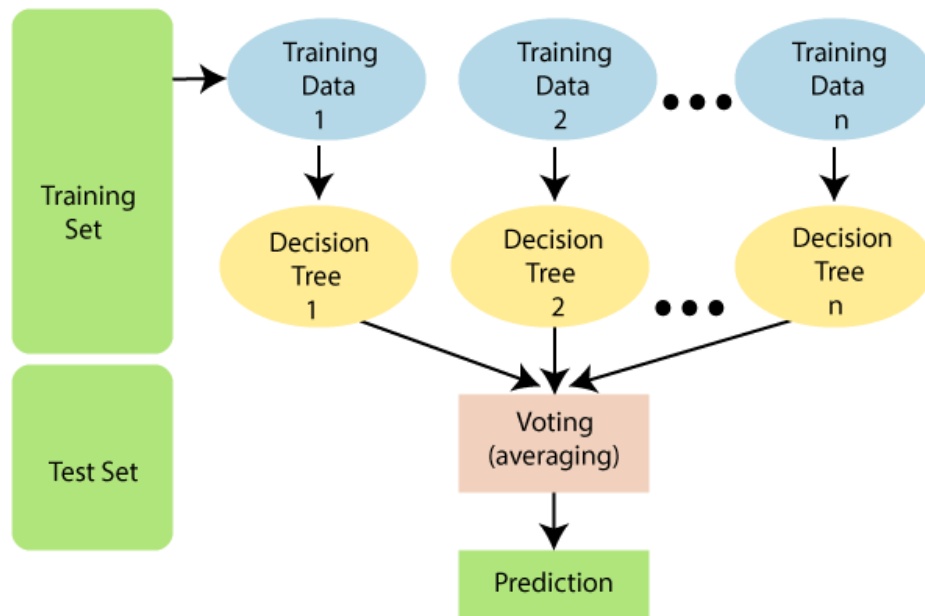 Training
Set
Test Set
Training
Data
1
Training
Data
2
Training
Data
n
Decision
Tree
1
Decision
Tree
2
Decision
Tree
n
Voting
(averaging)
Prediction